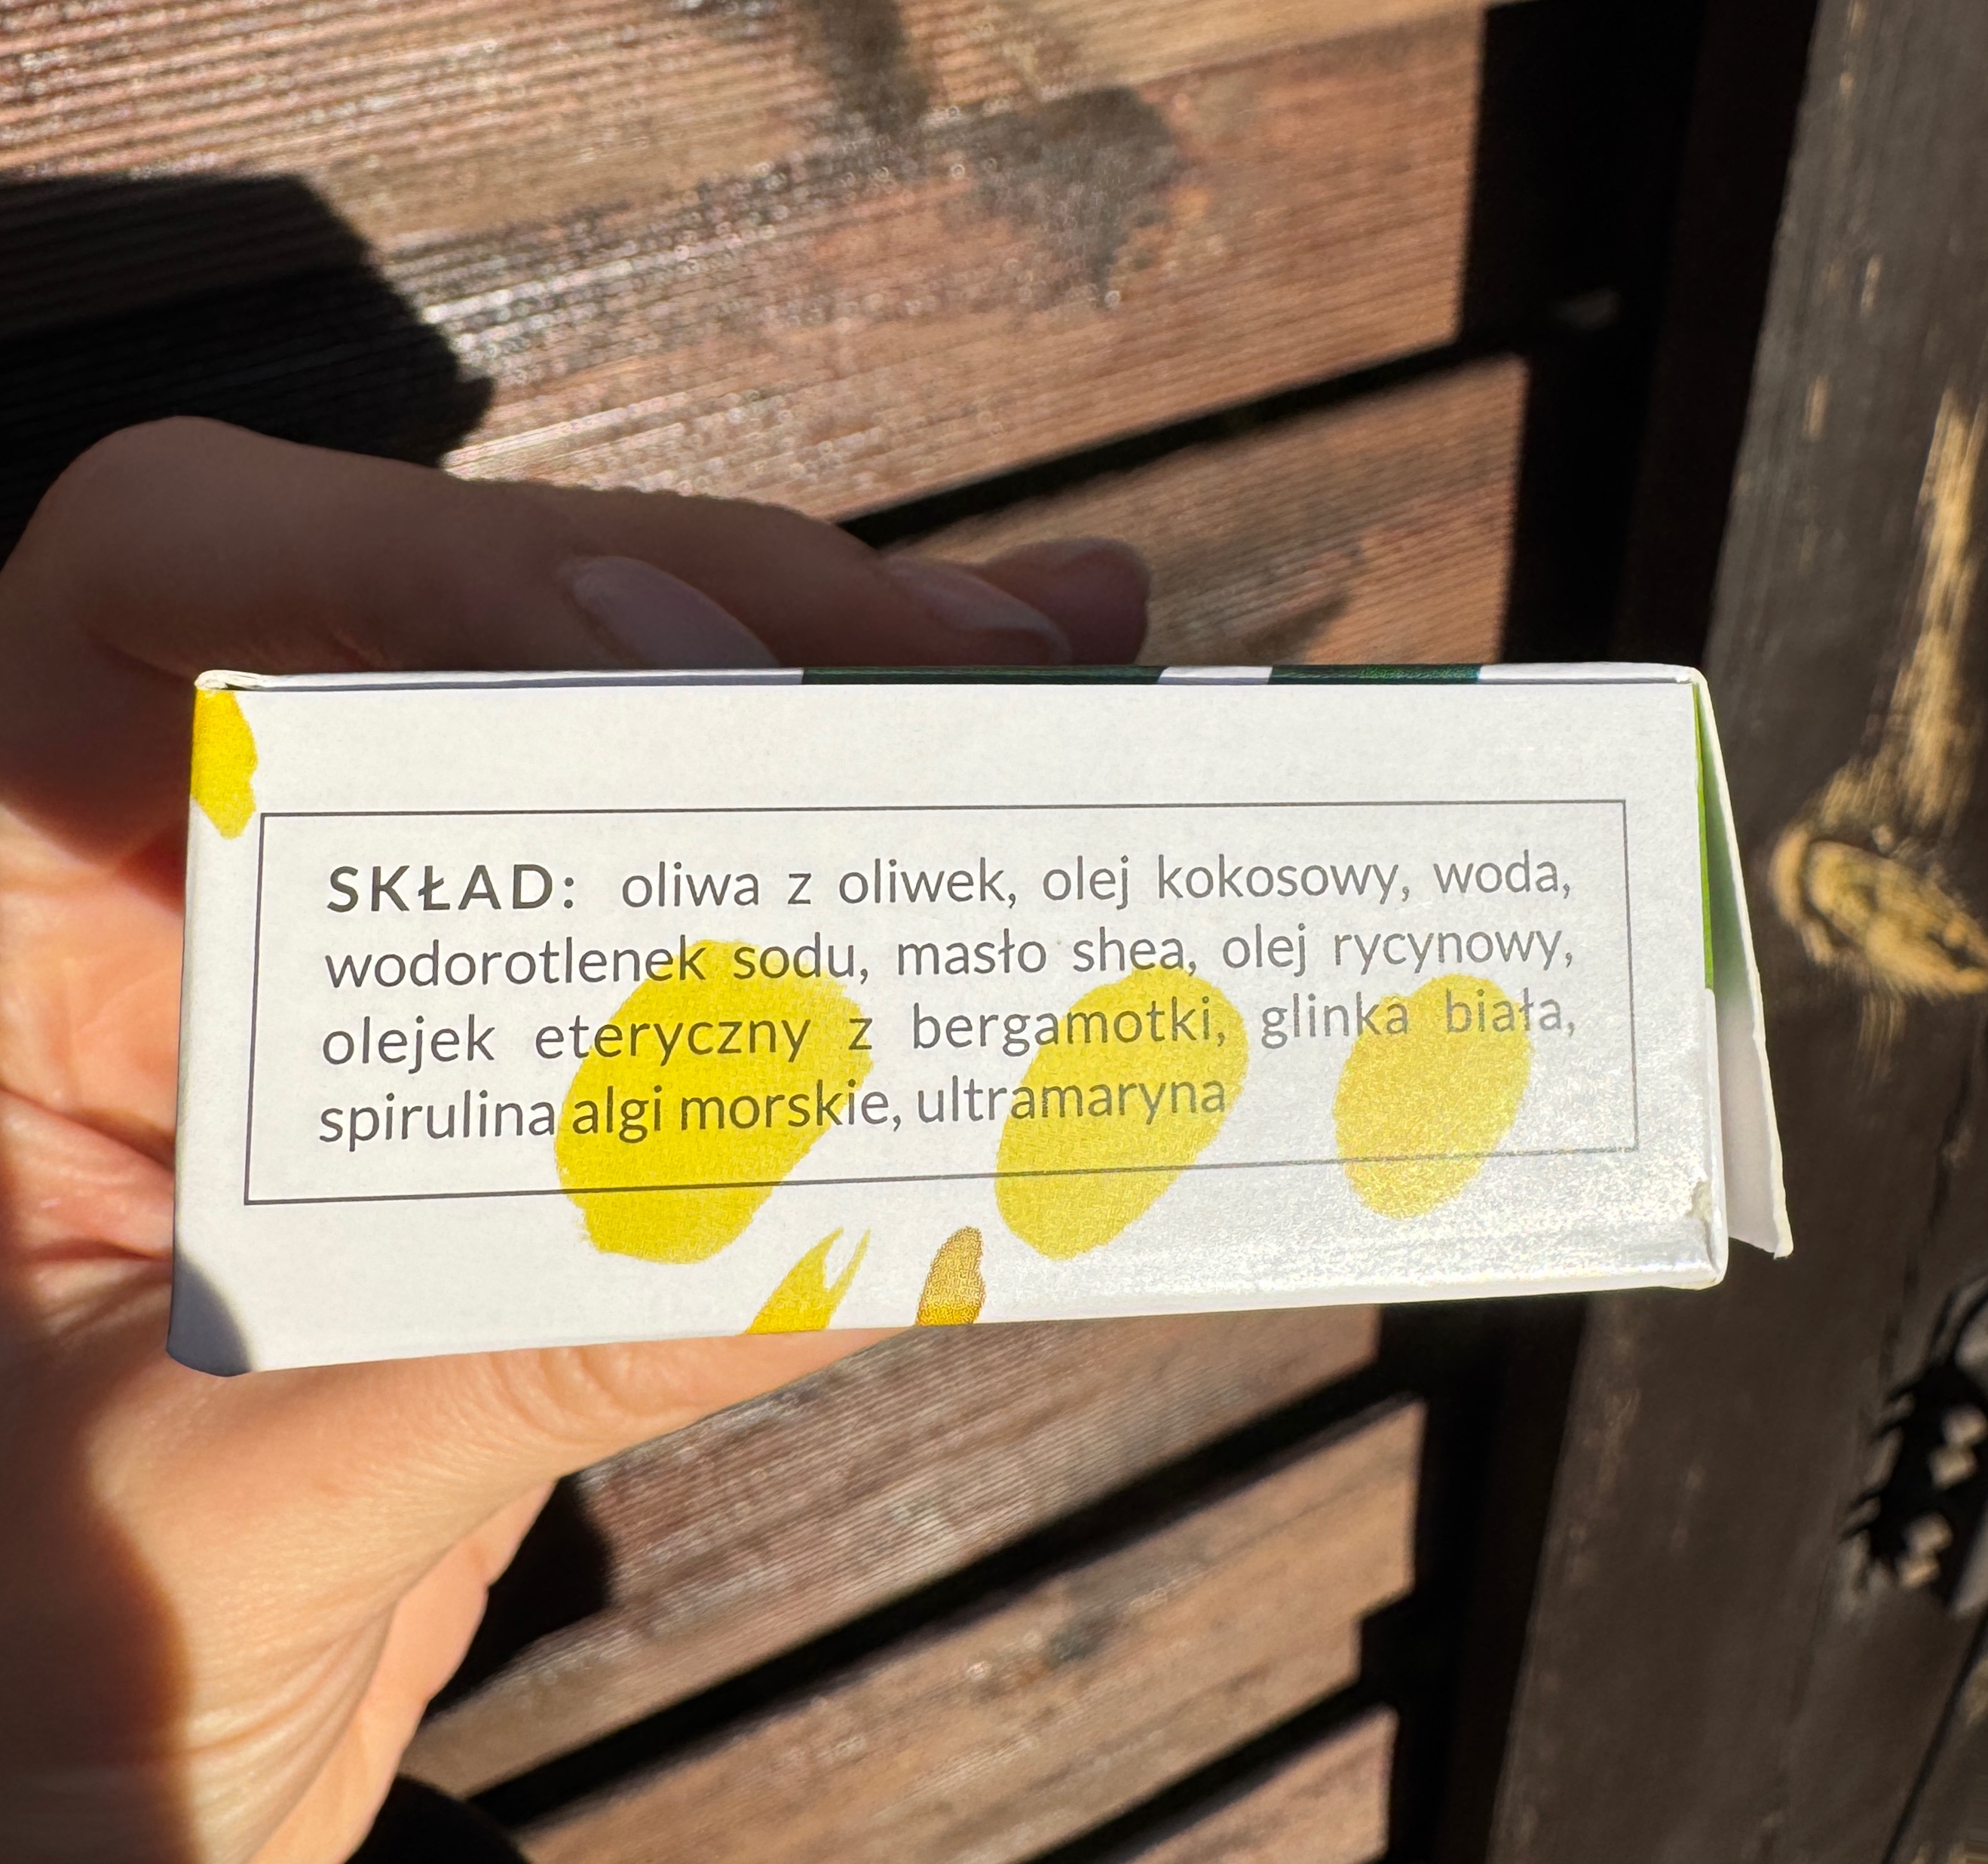 SKŁAD: oliwa z oliwek, olej kokosowy, woda,
wodorotlenek sodu, masło shea, olej rycynowy,
olejek eteryczny z bergamotki, glinka biała,
spirulina algi morskie, ultramaryna